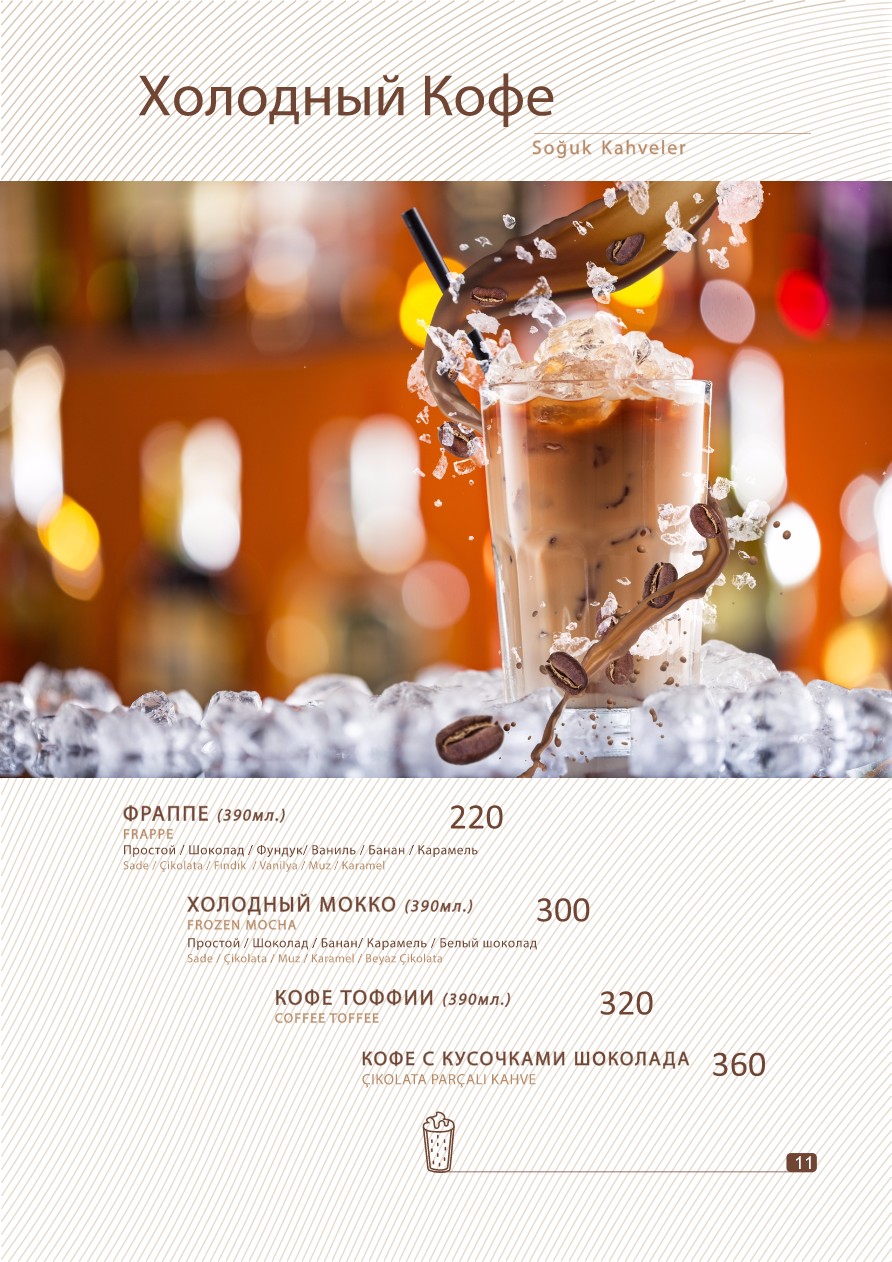 Холодный Кофе
Soğuk Kahveler
ФРАППЕ (390мл.) 220
FRAPPE
Простой / Шоколад / Фундук/ Ваниль / Банан / Карамель
Sade / Çikolata / Fındık / Vanilya / Muz / Karamel
ХОЛОДНЫЙ МОККО (390мл.) 300
FROZEN MOCHA
Простой / Шоколад / Банан/ Карамель / Белый шоколад
Sade / Çikolata / Muz / Karamel / Beyaz Çikolata
КОФЕ ТОФФИИ (390мл.) 320
COFFEE TOFFEE
КОФЕ С КУСОЧКАМИ ШОКОЛАДА 360
ÇIKOLATA PARÇALI KAHVE
11